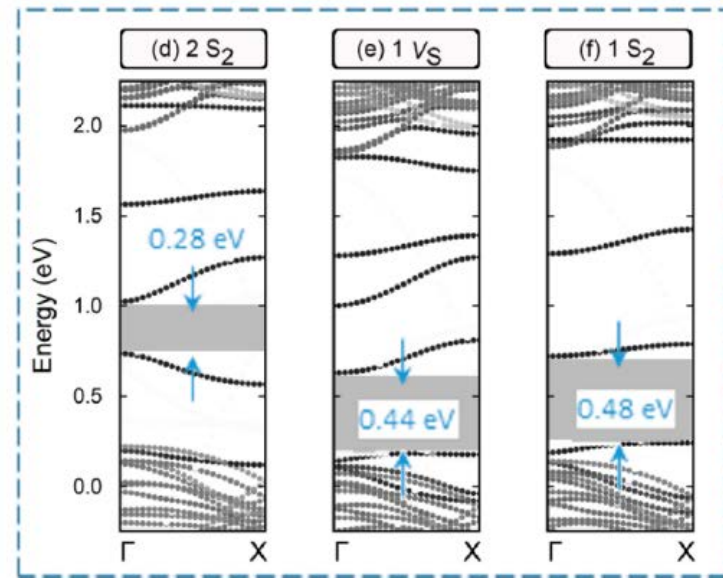 (d) 2 S₂ (e) 1 V_S (f) 1 S₂
Energy (eV)
2.0
1.5
1.0
0.5
0.0
0.28 eV
0.44 eV
0.48 eV
Γ X Γ X Γ X